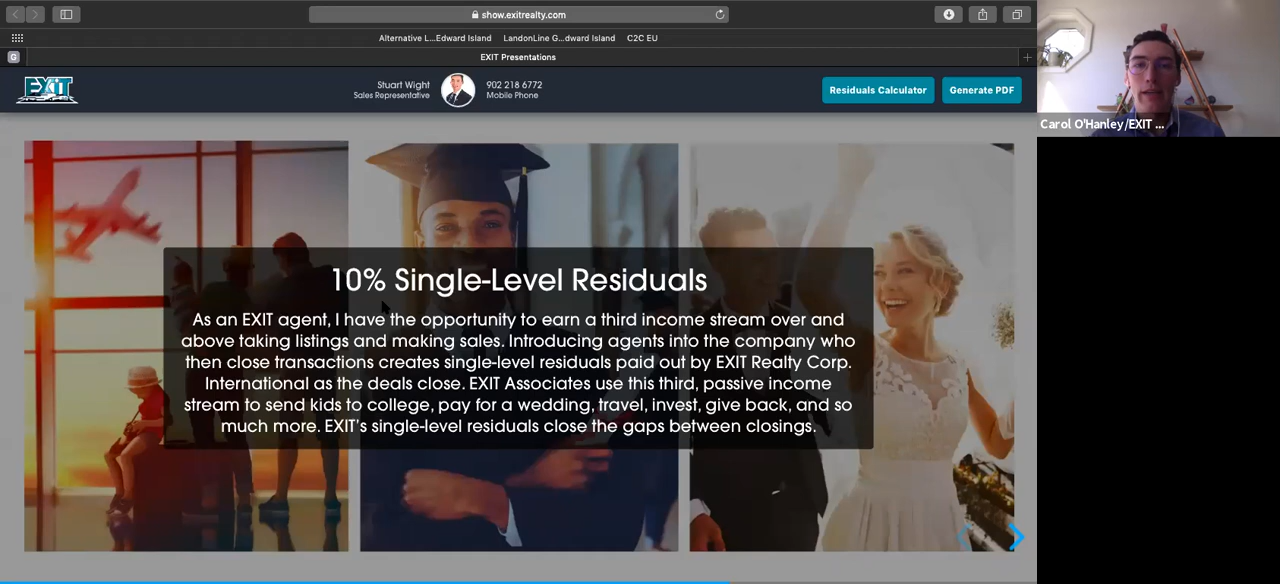 show.exitrealty.com
Alternative L...Edward Island
LandonLine G...dward Island
C2C EU
G
EXIT Presentations
EXIT
Stuart Wight
Sales Representative
902 218 6772
Mobile Phone
Residuals Calculator
Generate PDF
Carol O'Hanley/EXIT ...
10% Single-Level Residuals
As an EXIT agent, I have the opportunity to earn a third income stream over and
above taking listings and making sales. Introducing agents into the company who
then close transactions creates single-level residuals paid out by EXIT Realty Corp.
International as the deals close. EXIT Associates use this third, passive income
stream to send kids to college, pay for a wedding, travel, invest, give back, and so
much more. EXIT's single-level residuals close the gaps between closings.